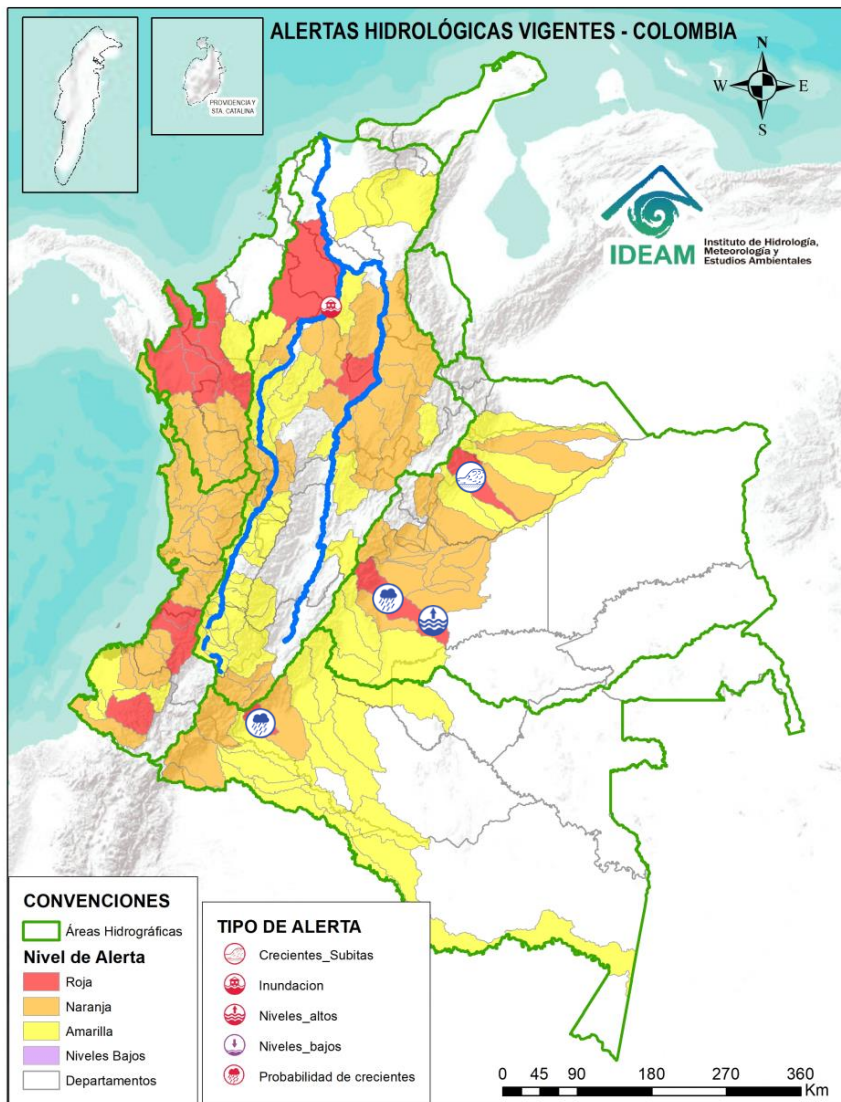 ALERTAS HIDROLÓGICAS VIGENTES - COLOMBIA
PROVIDENCIA Y
STA. CATALINA
N
W
E
S
IDEAM
Instituto de Hidrología,
Meteorología y
Estudios Ambientales
CONVENCIONES
Áreas Hidrográficas
Nivel de Alerta
Roja
Naranja
Amarilla
Niveles Bajos
Departamentos
TIPO DE ALERTA
Crecientes_Subitas
Inundacion
Niveles_altos
Niveles_bajos
Probabilidad de crecientes
0 45 90 180 270 360
Km